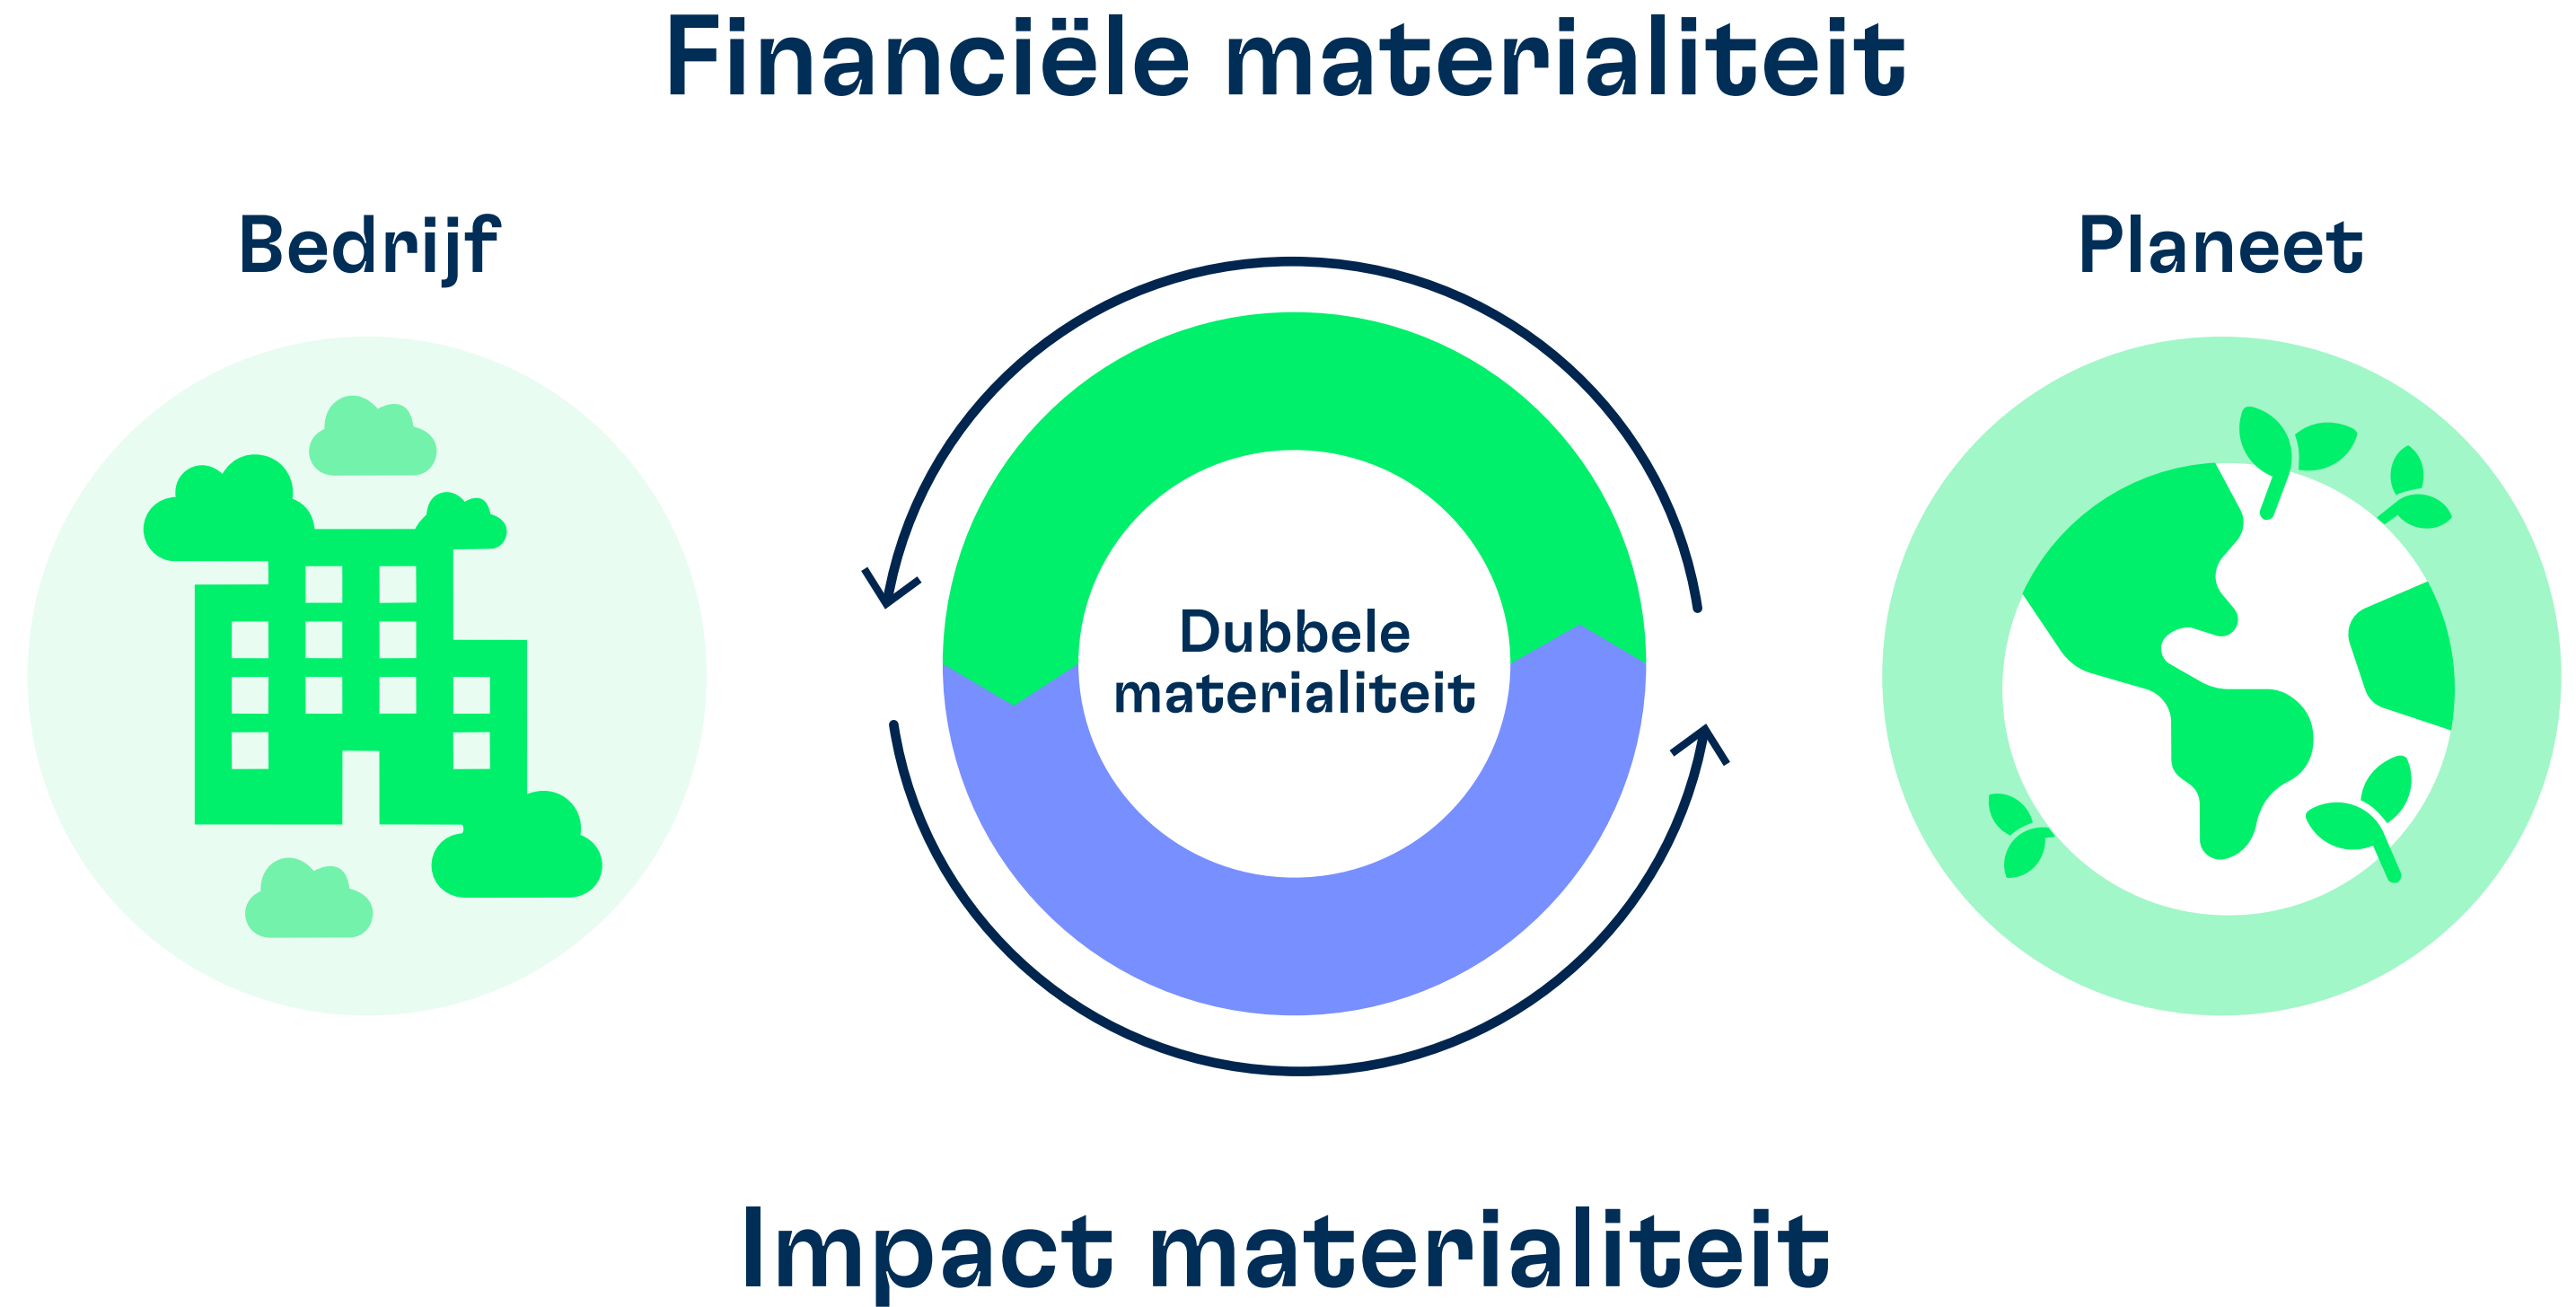 Financiële materialiteit
Bedrijf
Planeet
Dubbele
materialiteit
Impact materialiteit